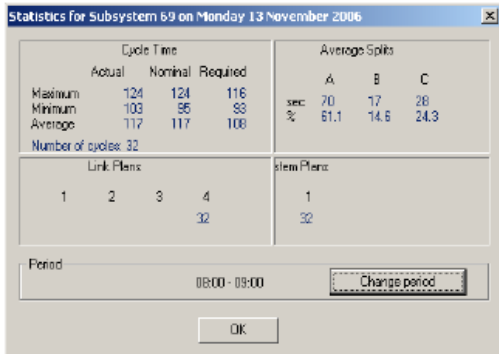 Statistics for Subsystem 69 on Monday 13 November 2006
Cycle Time
Actual Nominal Required
Maximum 124 124 116
Minimum 103 95 93
Average 117 117 108
Number of cycles: 32
Average Splits
A B C
sec 70 17 28
% 61.1 14.6 24.3
Link Plans
1 2 3 4
32
stem Plans
1
32
Period
08:00 - 09:00
Change period
OK